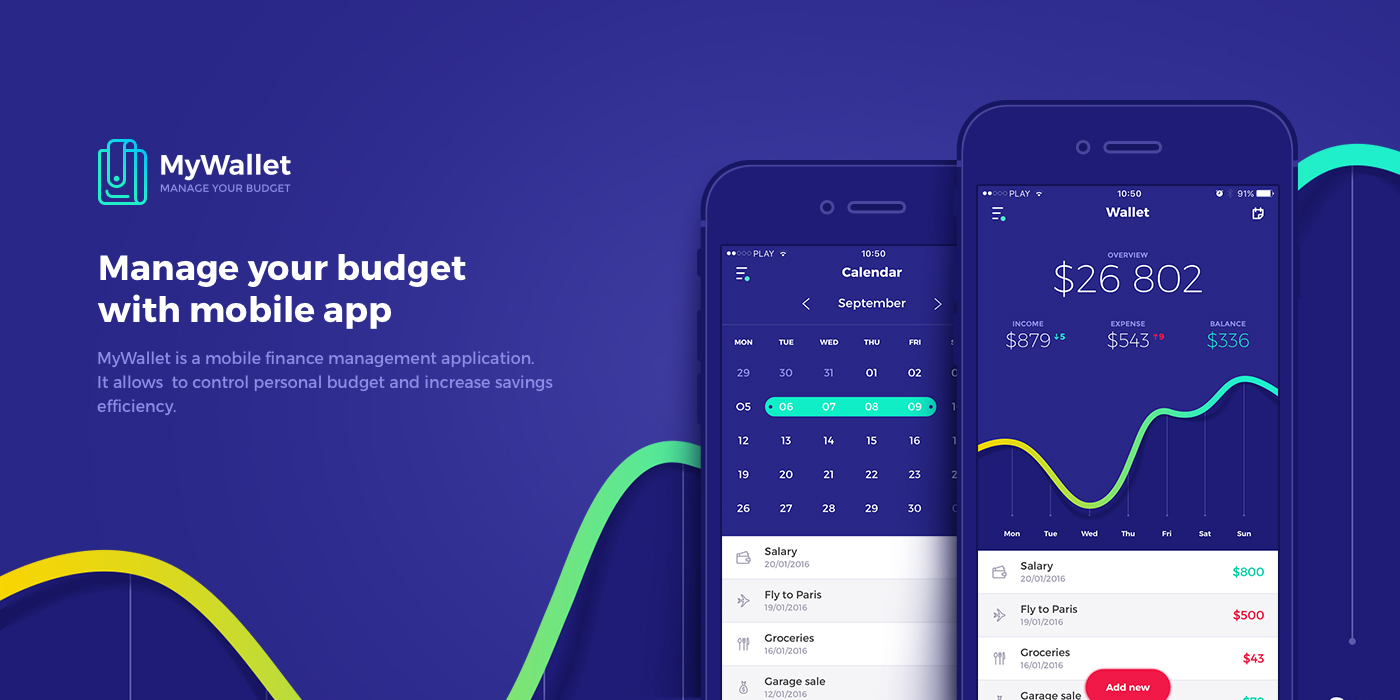 MyWallet
MANAGE YOUR BUDGET
Manage your budget
with mobile app
MyWallet is a mobile finance management application.
It allows to control personal budget and increase savings
efficiency.
PLAY 10:50
Calendar
September
MON TUE WED THU FRI
29 30 31 01 02
05 06 07 08 09
12 13 14 15 16
19 20 21 22 23
26 27 28 29 30
Salary
20/01/2016
Fly to Paris
19/01/2016
Groceries
16/01/2016
Garage sale
12/01/2016
PLAY 10:50 91%
Wallet
OVERVIEW
$26 802
INCOME EXPENSE BALANCE
$879 5 $543 9 $336
Mon Tue Wed Thu Fri Sat Sun
Salary
20/01/2016
$800
Fly to Paris
19/01/2016
$500
Groceries
16/01/2016
$43
Garage sale
Add new